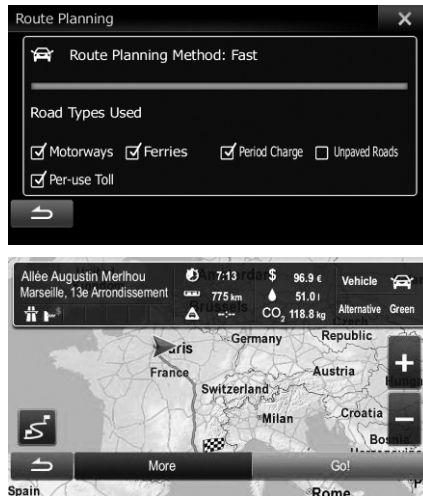 Route Planning
Route Planning Method: Fast
Road Types Used
Motorways Ferries Period Charge Unpaved Roads
Per-use Toll
Allée Augustin Merlhou
Marseille, 13e Arrondissement
7:13 $ 96.9 €
775 km 51.0 l
--:-- CO2 118.8 kg
Vehicle
Alternative Green
Brussels
Germany
Republic
France
Austria
Switzerland
Milan
Croatia
More Go!
Spain
Rome